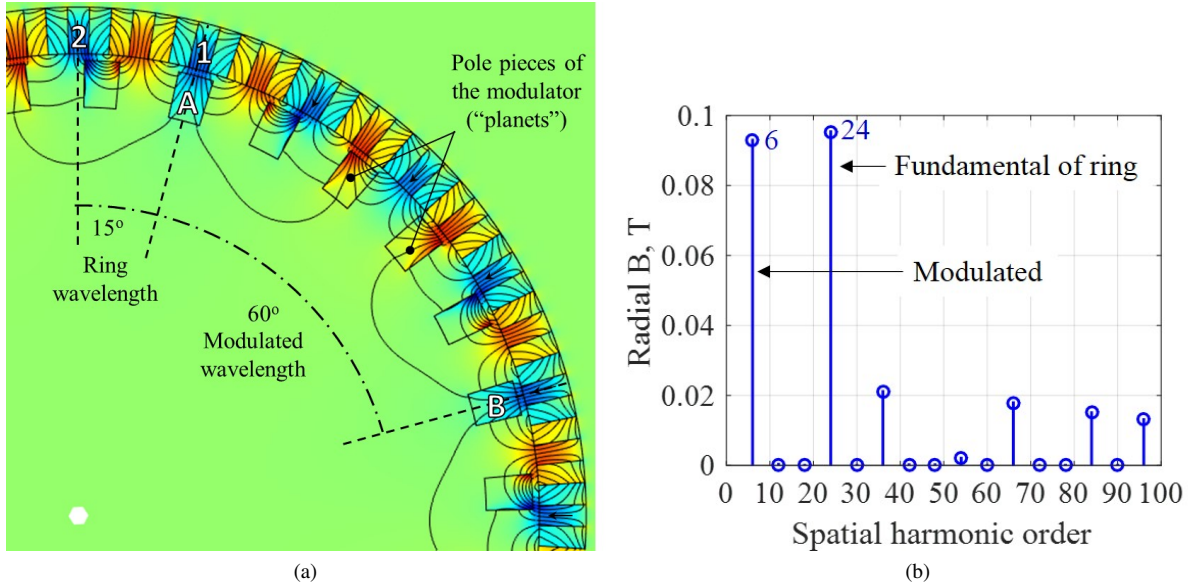 2
1
A
Pole pieces of
the modulator
(“planets”)
15°
Ring
wavelength
60°
Modulated
wavelength
B
(a)
Radial B, T
0.1
0.08
0.06
0.04
0.02
0
6
24
Fundamental of ring
Modulated
0 10 20 30 40 50 60 70 80 90 100
Spatial harmonic order
(b)